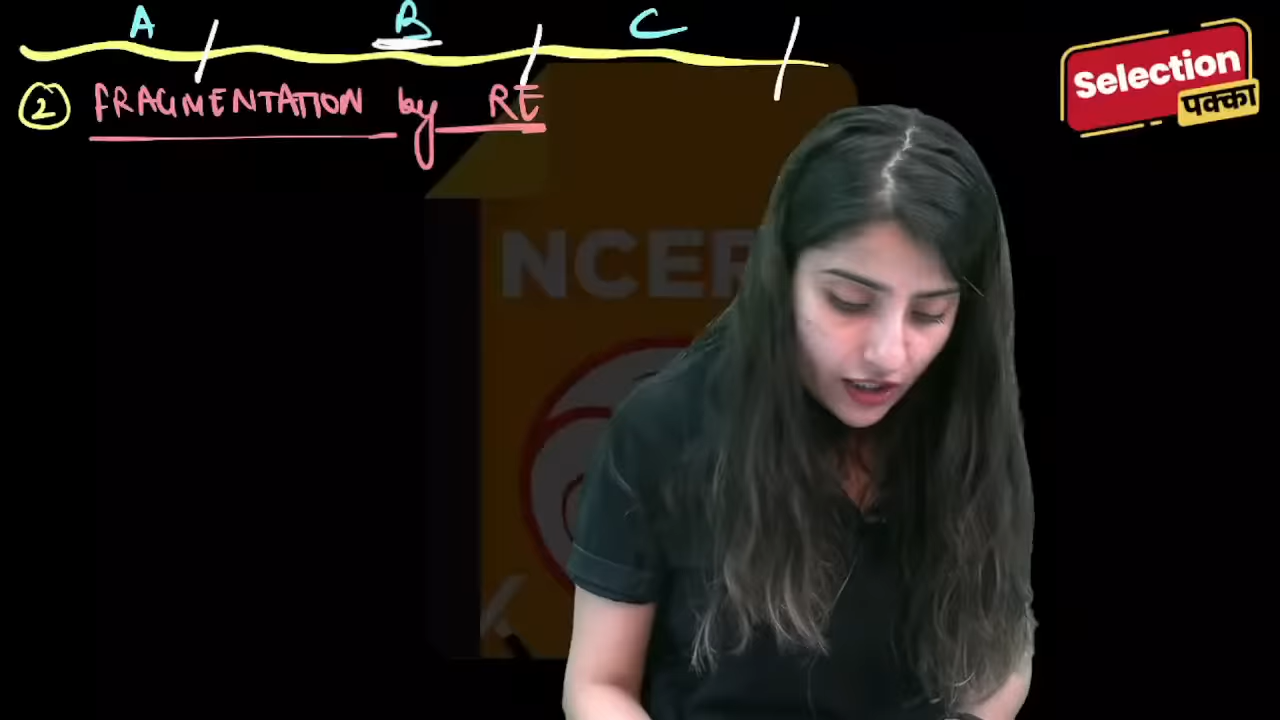 A B C
② FRAGMENTATION by RE
Selection
पक्का
NCER